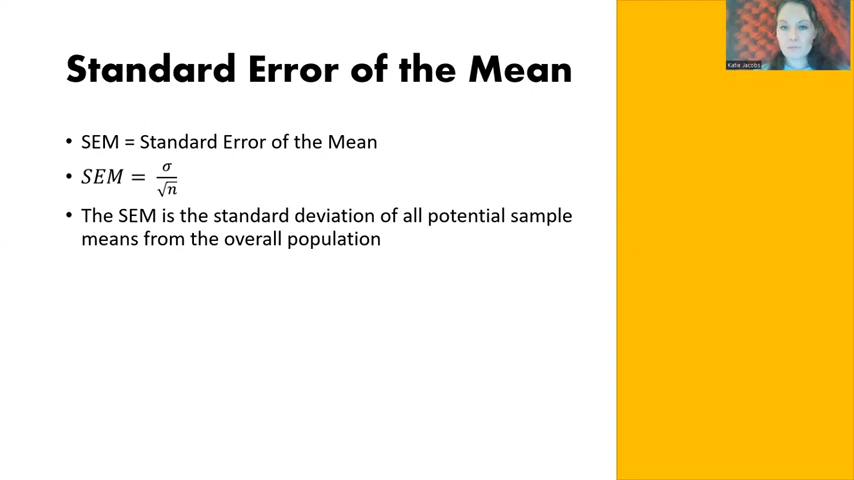 Standard Error of the Mean
Katie Jacobs
• SEM = Standard Error of the Mean
• SEM = σ/√n
• The SEM is the standard deviation of all potential sample
means from the overall population